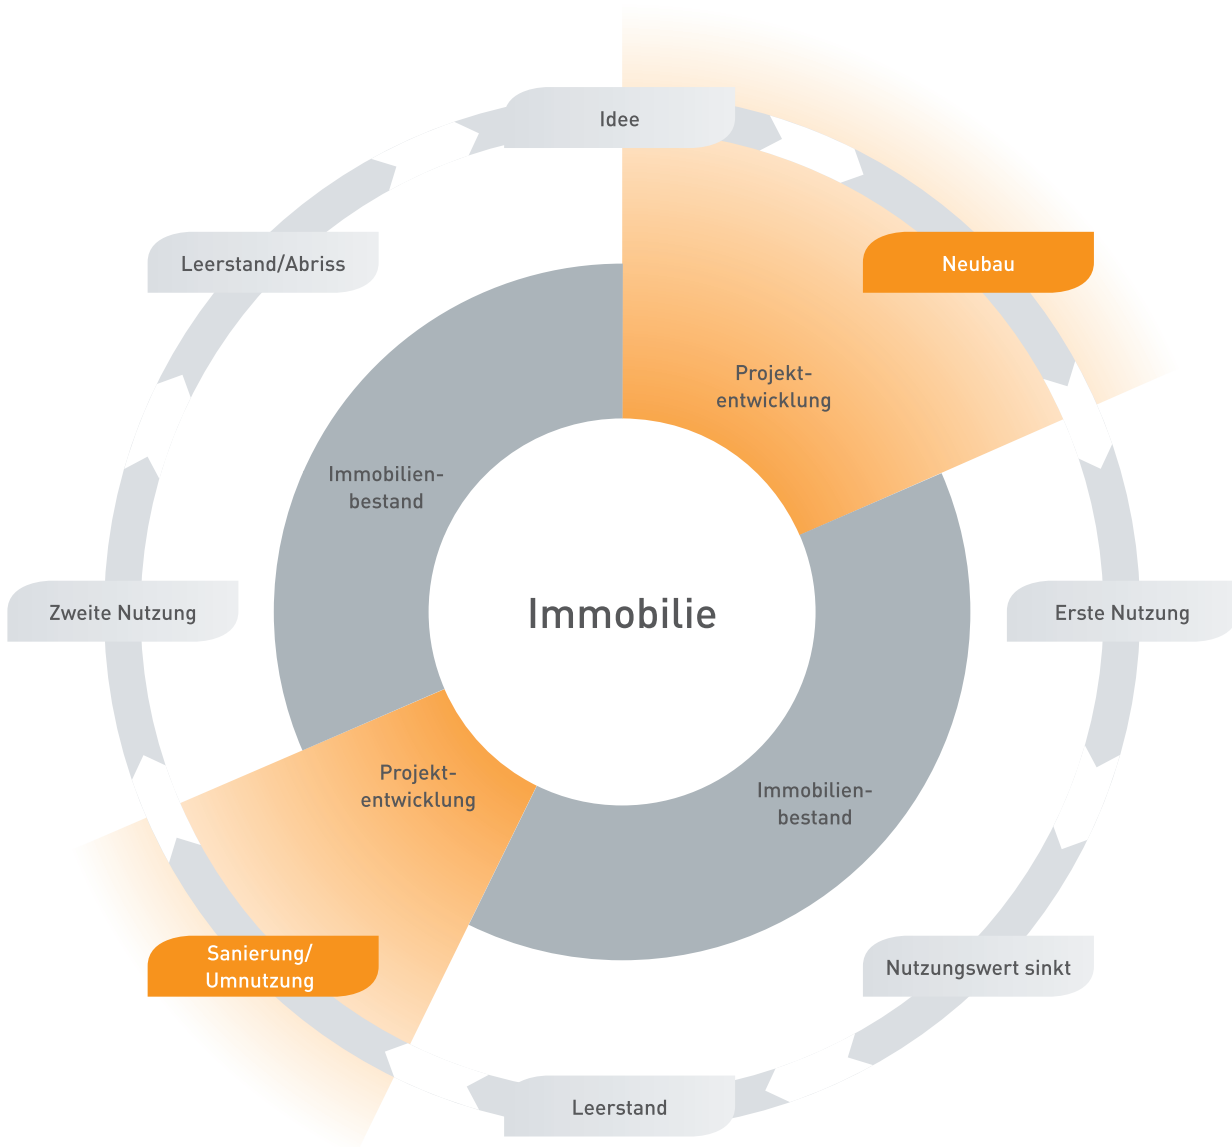 Idee
Leerstand/Abriss
Neubau
Projekt-
entwicklung
Immobilien-
bestand
Immobilie
Zweite Nutzung
Erste Nutzung
Projekt-
entwicklung
Immobilien-
bestand
Sanierung/
Umnutzung
Nutzungswert sinkt
Leerstand